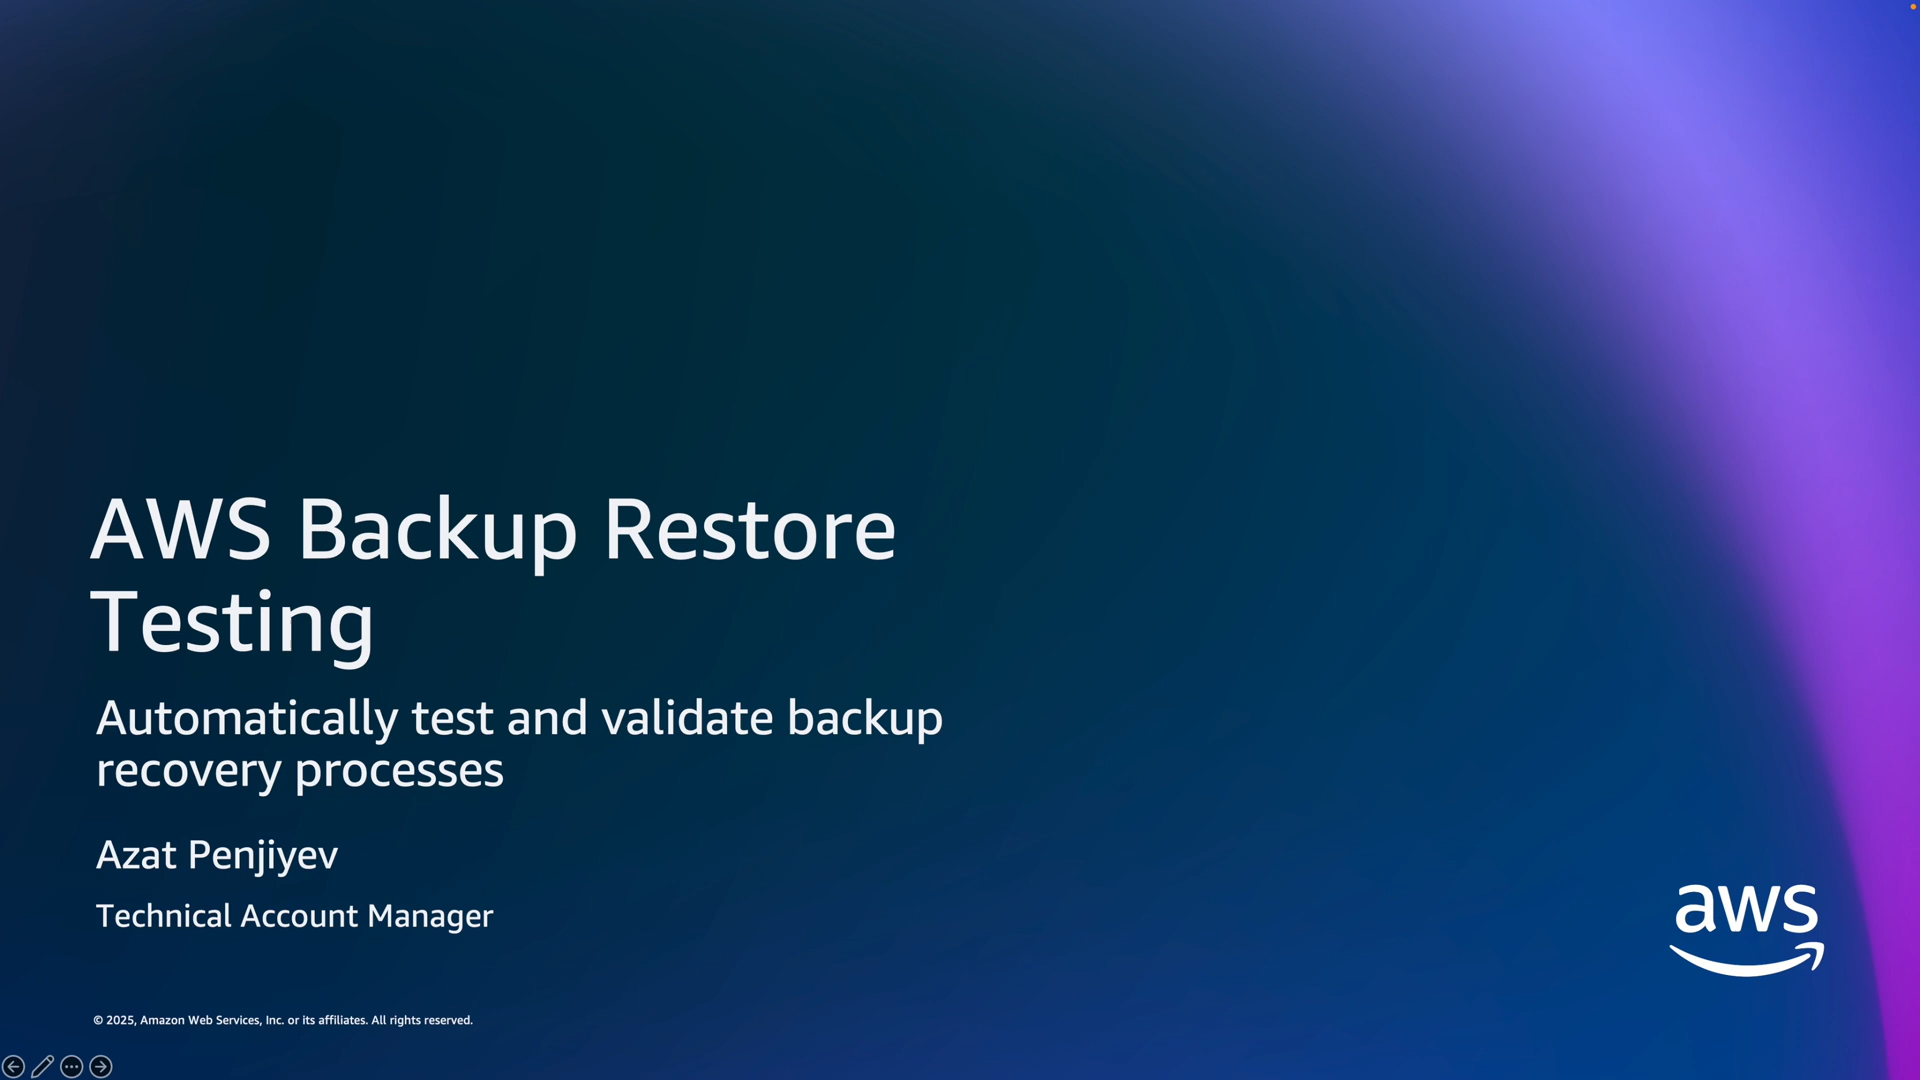 AWS Backup Restore
Testing
Automatically test and validate backup
recovery processes
Azat Penjiyev
Technical Account Manager
aws
© 2025, Amazon Web Services, Inc. or its affiliates. All rights reserved.